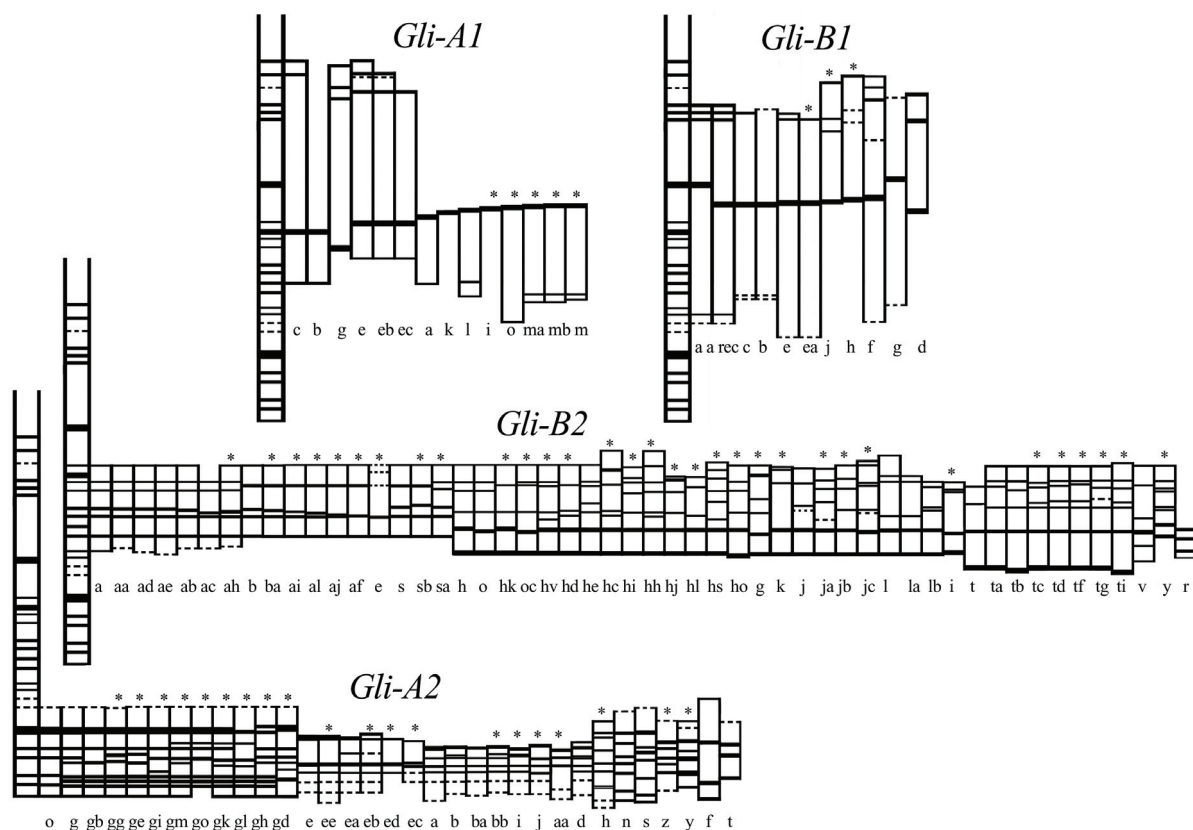 Gli-A1
Gli-B1
* * * * *
* * *
c b g e eb ec a k l i o ma mb m
a a rec c b e ea j h f g d
Gli-B2
* * * * * * * * * * * * * * * * * * * * * * * * * * * * * *
a aa ad ae ab ac ah b ba ai al aj af e s sb sa h o hk oc hv hd he hc hi hh hj hl hs ho g k j ja jb jc l la lb i t ta tb tc td tf tg ti v y r
Gli-A2
* * * * * * * * * * * * * * * * * * * *
o g gb gg ge gi gm go gk gl gh gd e ee ea eb ed ec a b ba bb i j aa d h n s z y f t